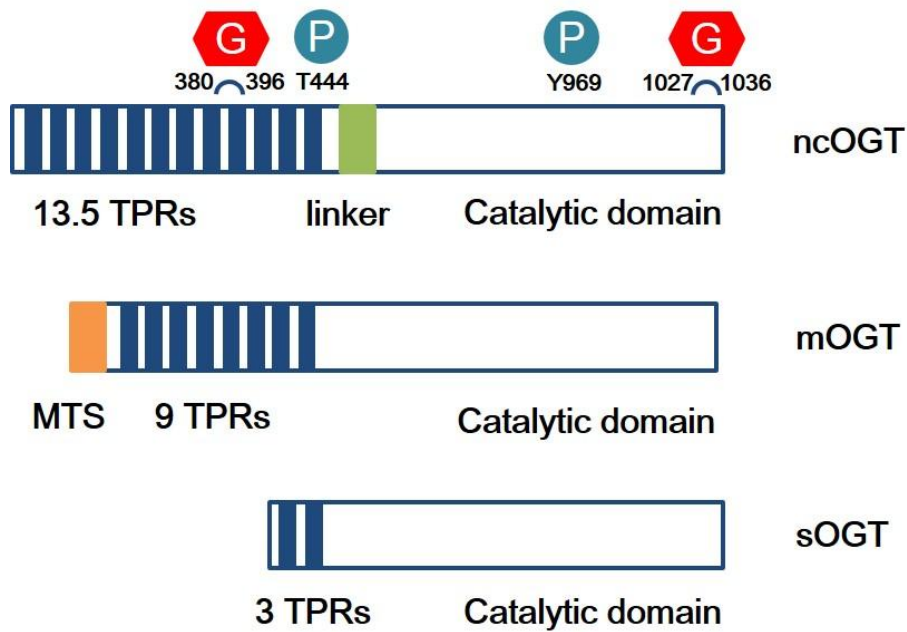 G P P G
380 396 T444 Y969 1027 1036
ncOGT
13.5 TPRs linker Catalytic domain
mOGT
MTS 9 TPRs Catalytic domain
sOGT
3 TPRs Catalytic domain